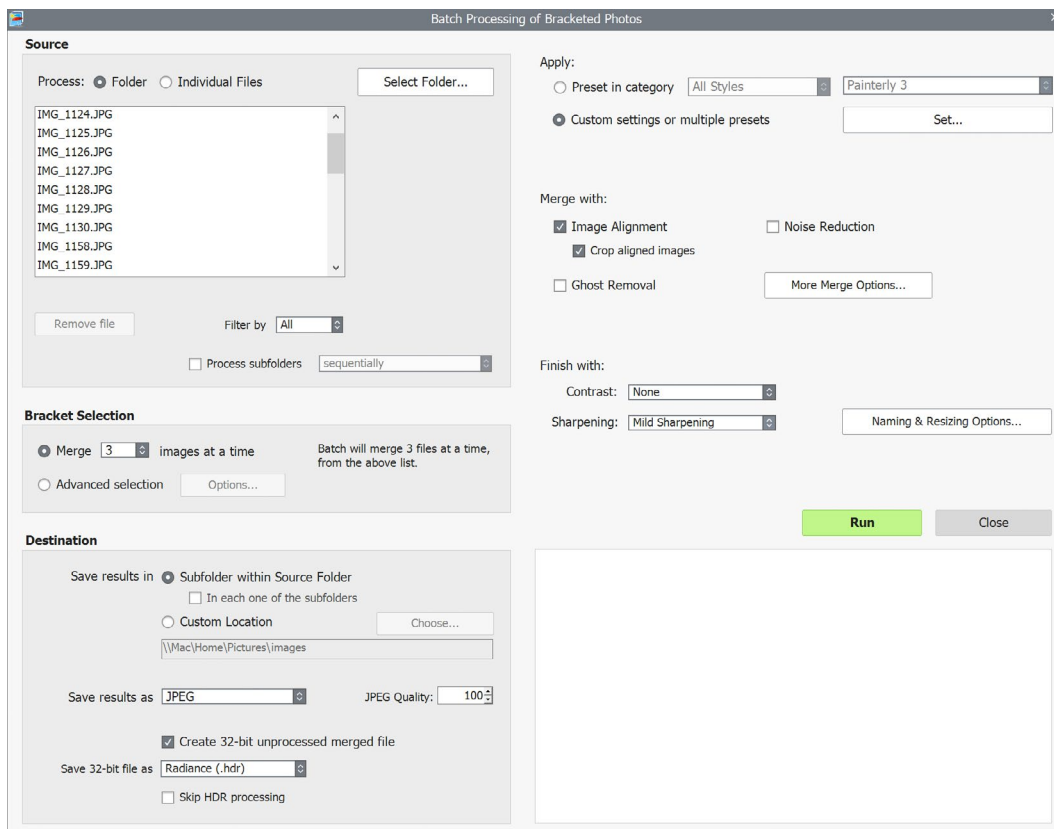 Batch Processing of Bracketed Photos
Source
Process: Folder Individual Files Select Folder...
IMG_1124.JPG
IMG_1125.JPG
IMG_1126.JPG
IMG_1127.JPG
IMG_1128.JPG
IMG_1129.JPG
IMG_1130.JPG
IMG_1158.JPG
IMG_1159.JPG
Remove file Filter by All
Process subfolders sequentially
Bracket Selection
Merge 3 images at a time
Batch will merge 3 files at a time,
from the above list.
Advanced selection Options...
Destination
Save results in Subfolder within Source Folder
In each one of the subfolders
Custom Location Choose...
\\Mac\Home\Pictures\images
Save results as JPEG JPEG Quality: 100
Create 32-bit unprocessed merged file
Save 32-bit file as Radiance (.hdr)
Skip HDR processing
Apply:
Preset in category All Styles Painterly 3
Custom settings or multiple presets Set...
Merge with:
Image Alignment Noise Reduction
Crop aligned images
Ghost Removal More Merge Options...
Finish with:
Contrast: None
Sharpening: Mild Sharpening Naming & Resizing Options...
Run Close